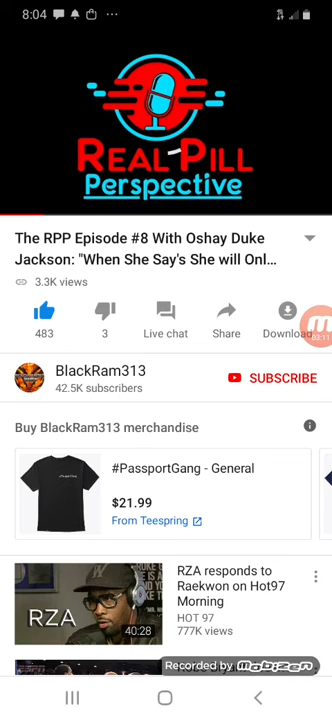 8:04
REAL PILL
Perspective
The RPP Episode #8 With Oshay Duke
Jackson: "When She Say's She will Onl...
3.3K views
483
3
Live chat
Share
Download
03:11
BlackRam313
42.5K subscribers
SUBSCRIBE
Buy BlackRam313 merchandise
#PassportGang - General
$21.99
From Teespring
RZA responds to
Raekwon on Hot97
Morning
HOT 97
777K views
RZA
40:28
Recorded by mobizen